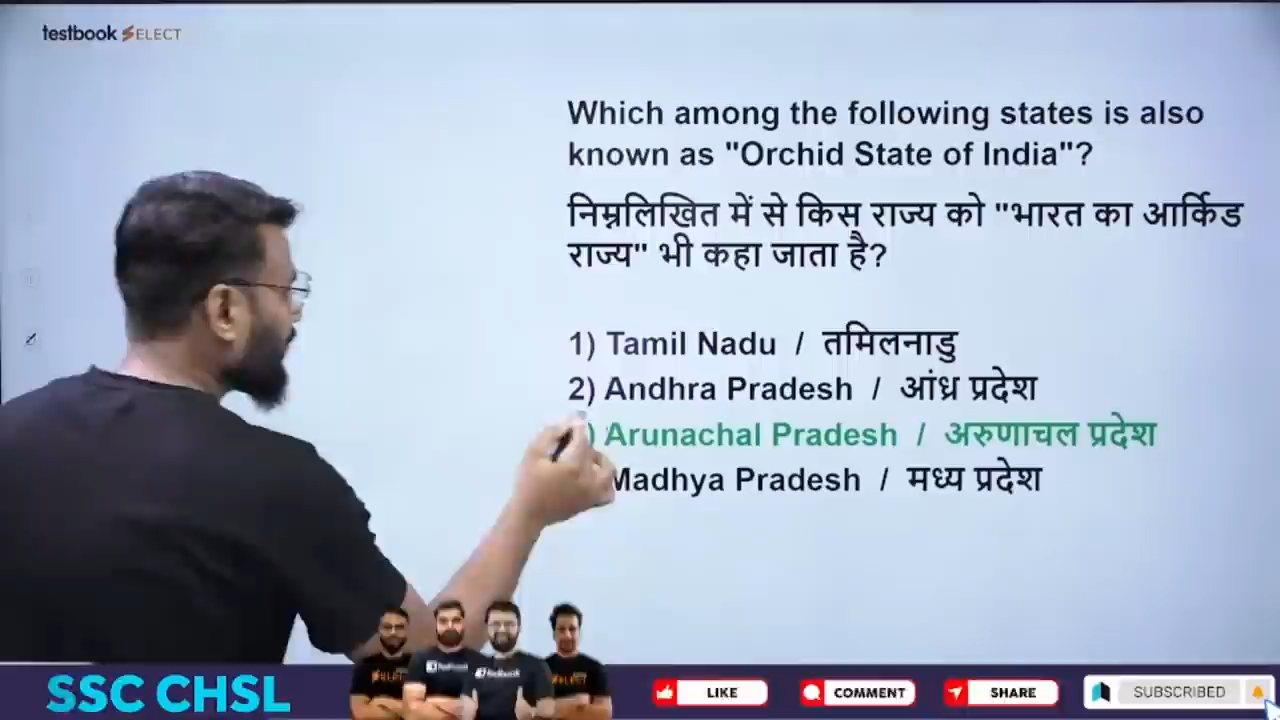 testbook SELECT
Which among the following states is also
known as "Orchid State of India"?
निम्नलिखित में से किस राज्य को "भारत का आर्किड
राज्य" भी कहा जाता है?
1) Tamil Nadu / तमिलनाडु
2) Andhra Pradesh / आंध्र प्रदेश
) Arunachal Pradesh / अरुणाचल प्रदेश
Madhya Pradesh / मध्य प्रदेश
SSC CHSL
LIKE
COMMENT
SHARE
SUBSCRIBED